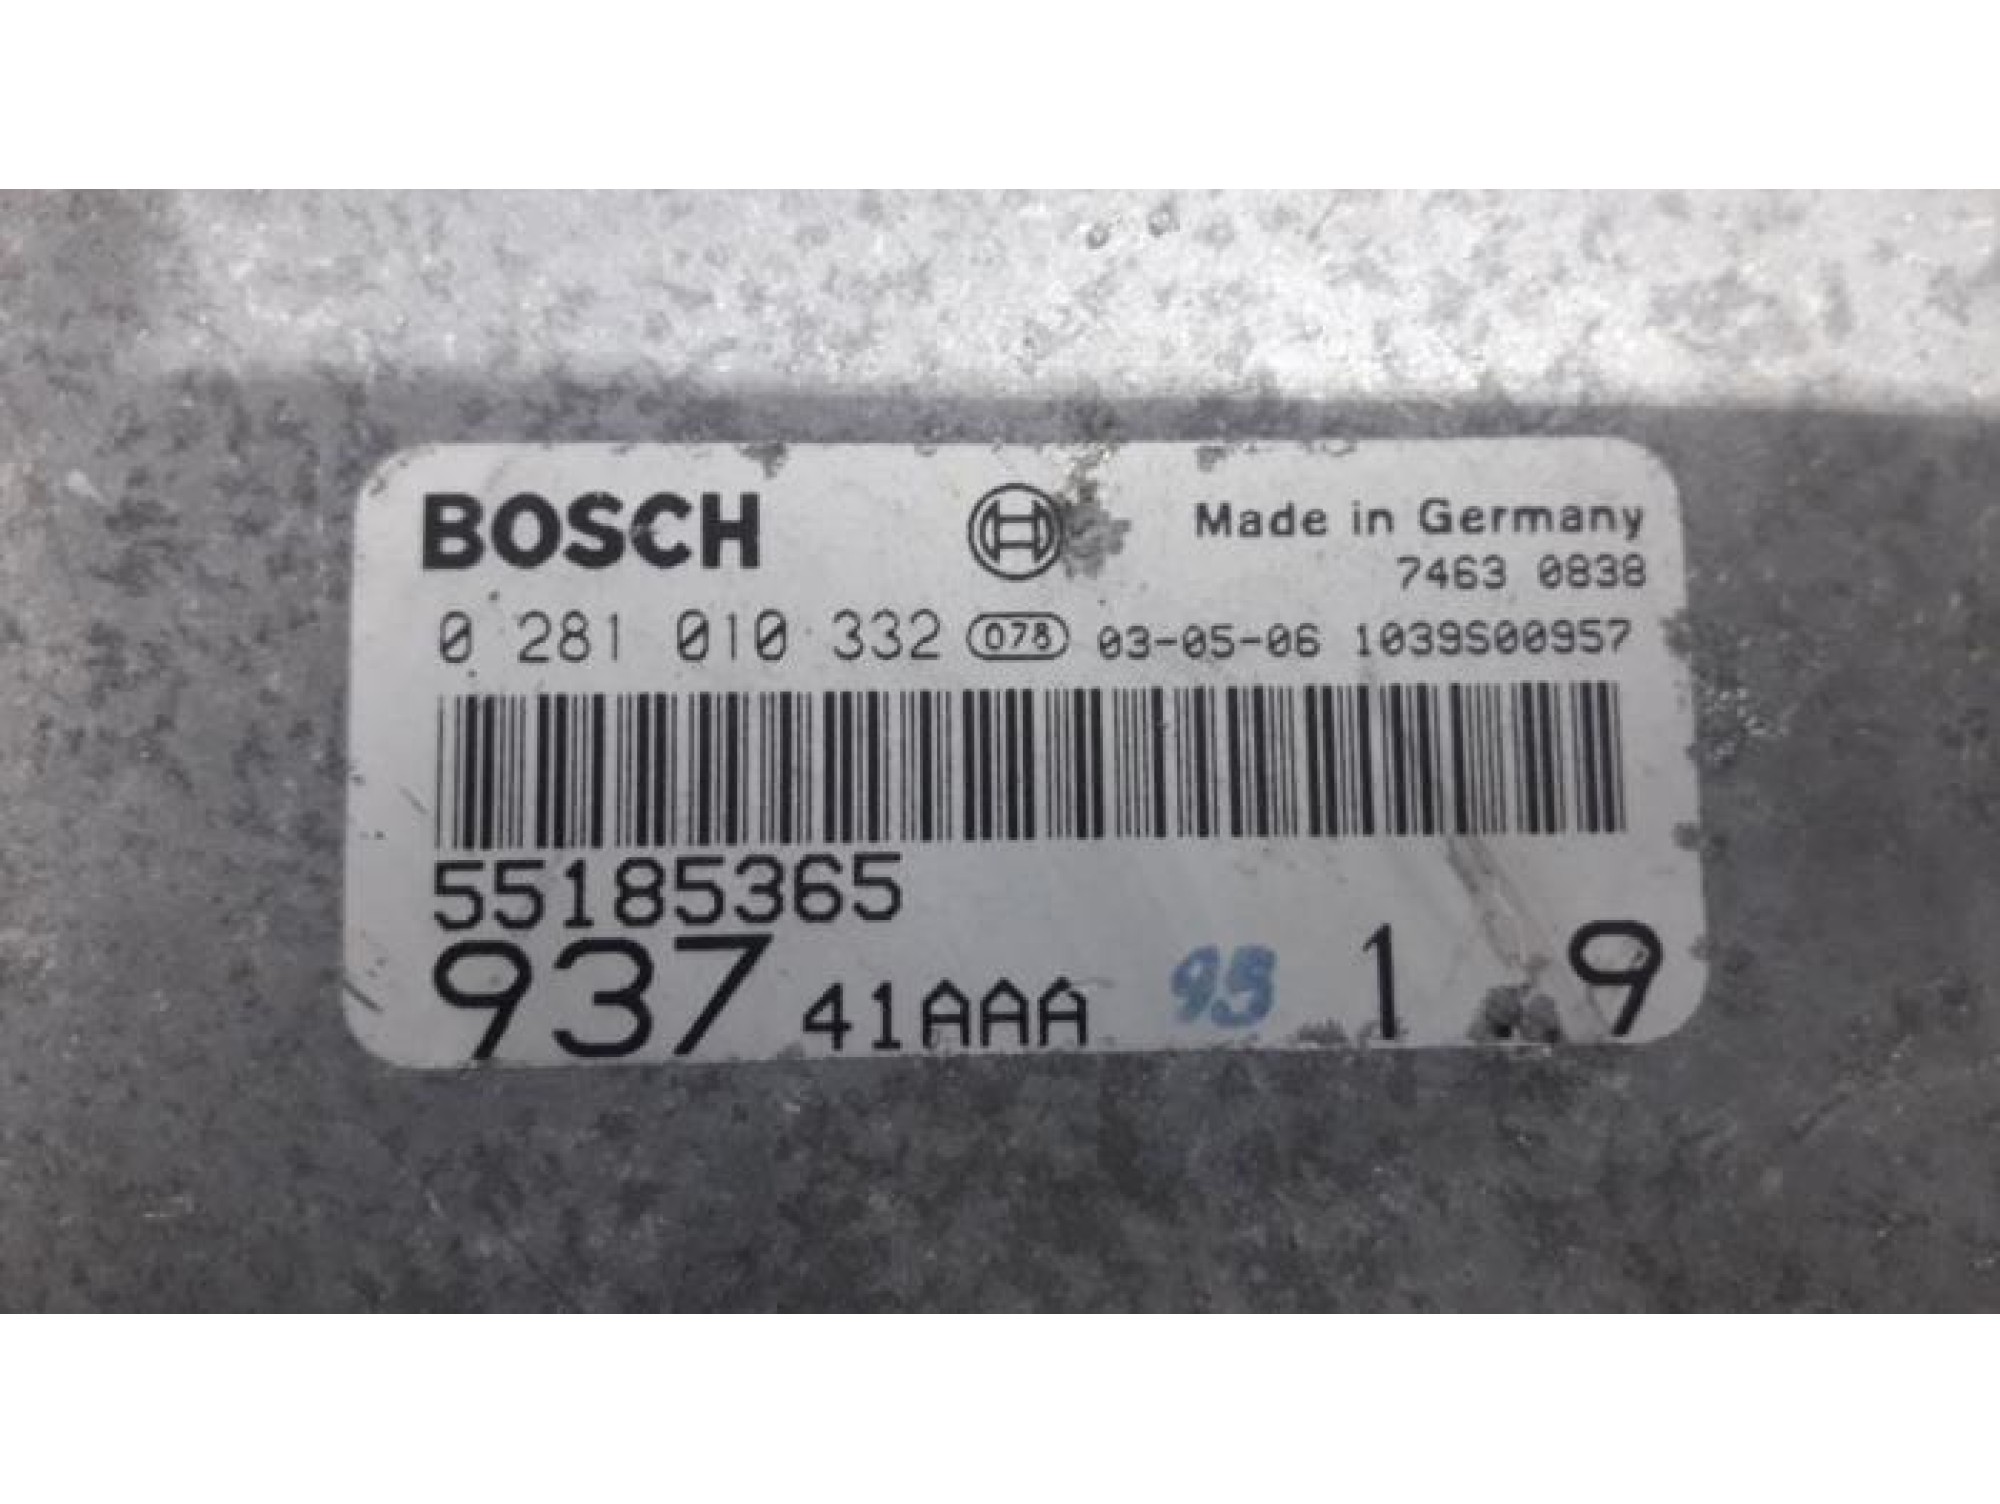 BOSCH Made in Germany
7463 0838
0 281 010 332 078 03-05-06 1039S00957
55185365
937 41AAA 1 9